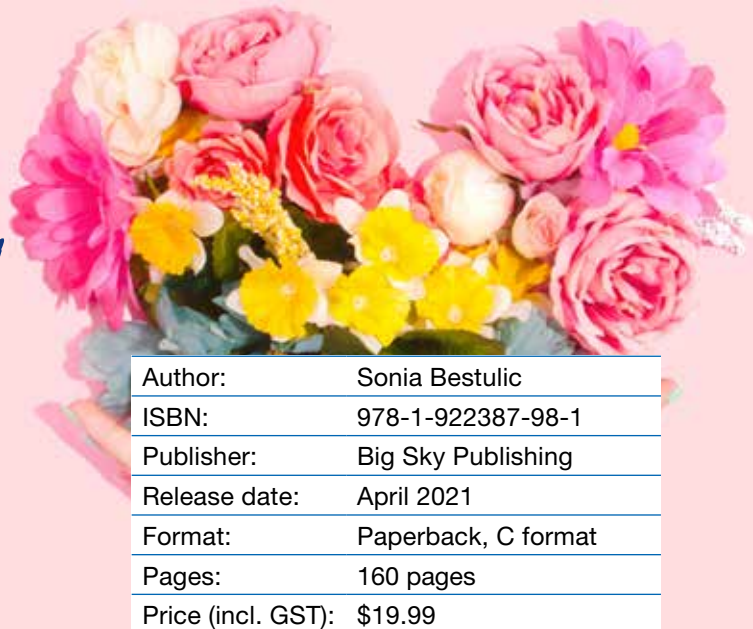 Author: Sonia Bestulic
ISBN: 978-1-922387-98-1
Publisher: Big Sky Publishing
Release date: April 2021
Format: Paperback, C format
Pages: 160 pages
Price (incl. GST): $19.99